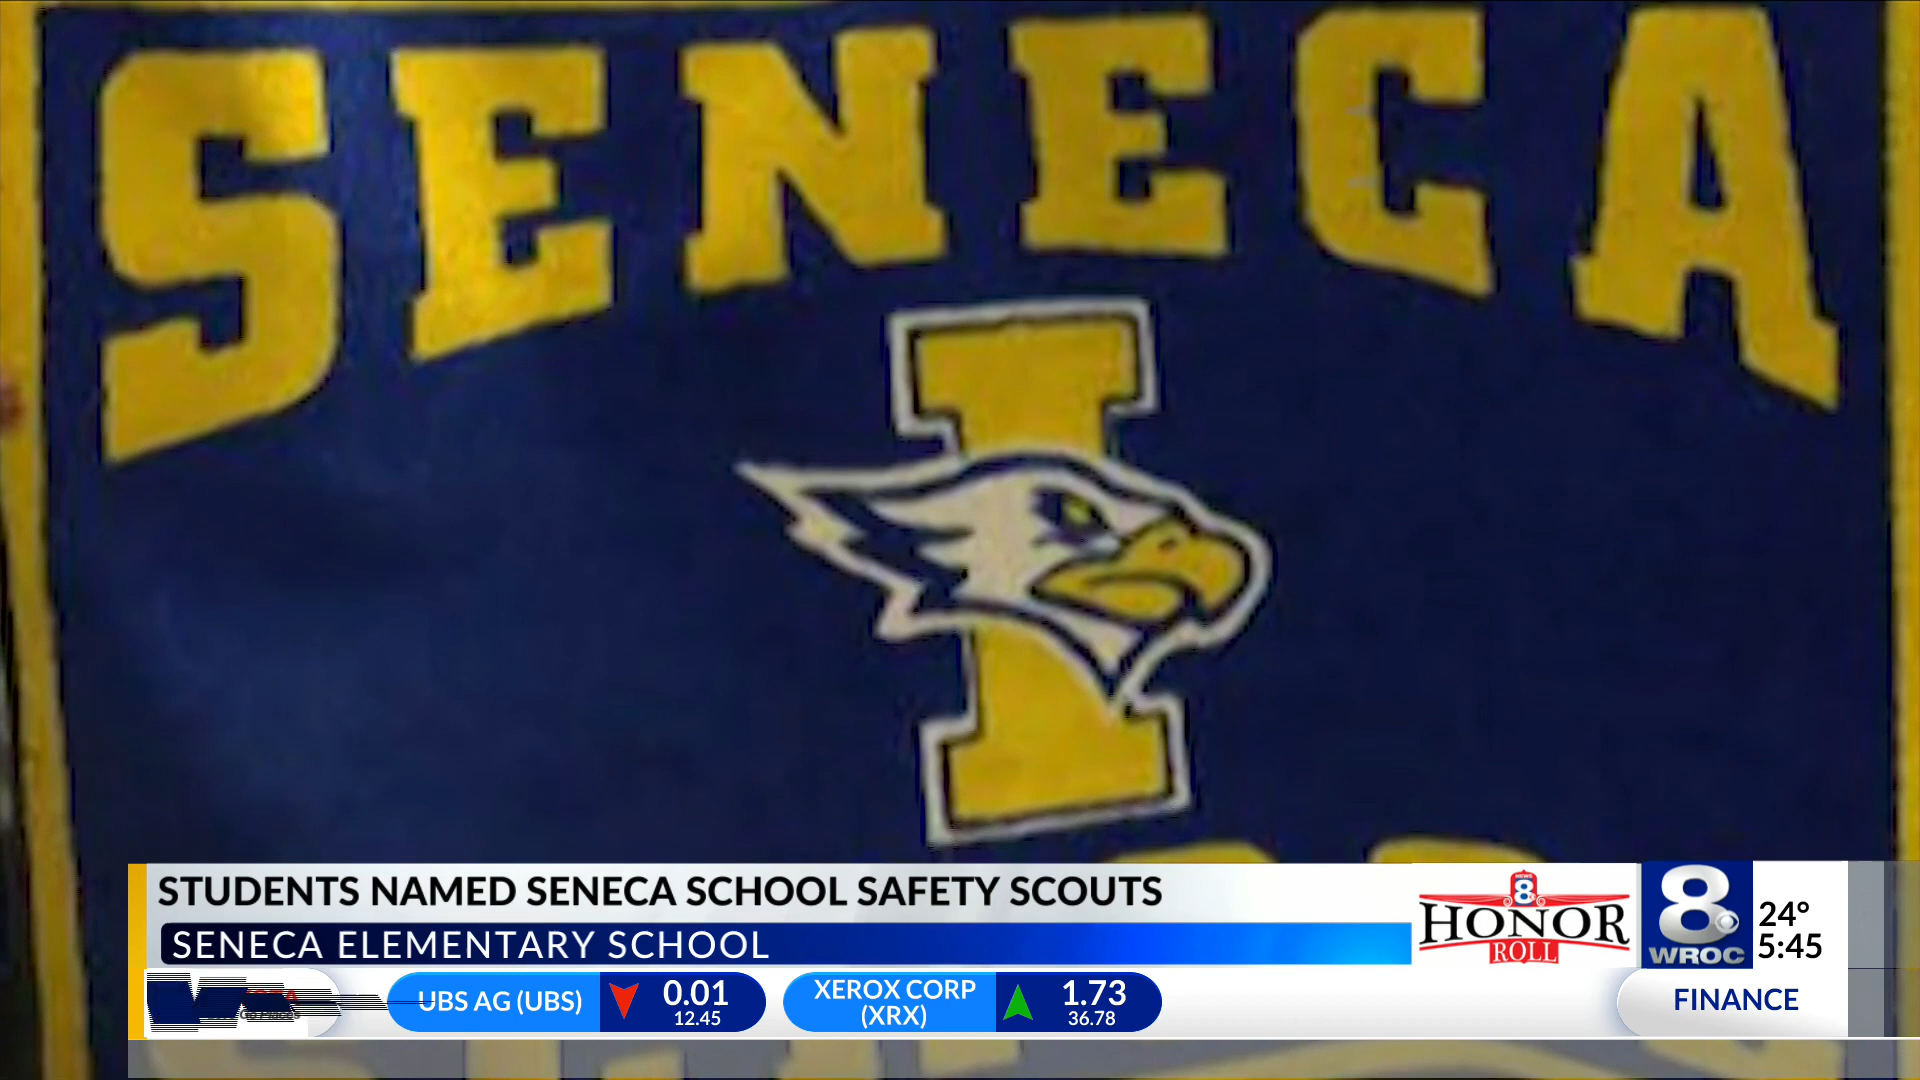 SENECA
I
STUDENTS NAMED SENECA SCHOOL SAFETY SCOUTS
SENECA ELEMENTARY SCHOOL
NEWS
8
HONOR
ROLL
8
WROC
24°
5:45
UBS AG (UBS)
0.01
12.45
XEROX CORP
(XRX)
1.73
36.78
FINANCE